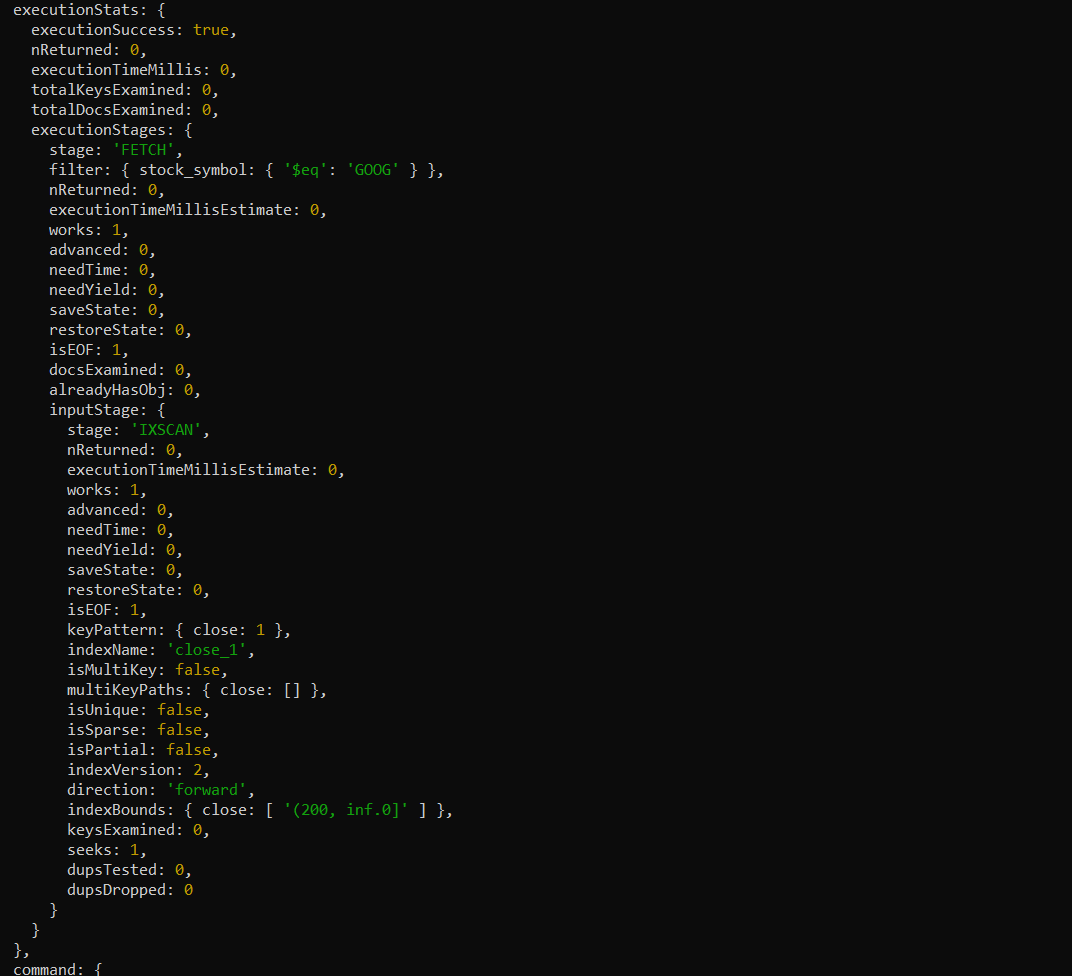 executionStats: {
  executionSuccess: true,
  nReturned: 0,
  executionTimeMillis: 0,
  totalKeysExamined: 0,
  totalDocsExamined: 0,
  executionStages: {
    stage: 'FETCH',
    filter: { stock_symbol: { '$eq': 'GOOG' } },
    nReturned: 0,
    executionTimeMillisEstimate: 0,
    works: 1,
    advanced: 0,
    needTime: 0,
    needYield: 0,
    saveState: 0,
    restoreState: 0,
    isEOF: 1,
    docsExamined: 0,
    alreadyHasObj: 0,
    inputStage: {
      stage: 'IXSCAN',
      nReturned: 0,
      executionTimeMillisEstimate: 0,
      works: 1,
      advanced: 0,
      needTime: 0,
      needYield: 0,
      saveState: 0,
      restoreState: 0,
      isEOF: 1,
      keyPattern: { close: 1 },
      indexName: 'close_1',
      isMultiKey: false,
      multiKeyPaths: { close: [] },
      isUnique: false,
      isSparse: false,
      isPartial: false,
      indexVersion: 2,
      direction: 'forward',
      indexBounds: { close: [ '(200, inf.0]' ] },
      keysExamined: 0,
      seeks: 1,
      dupsTested: 0,
      dupsDropped: 0
    }
  }
},
command: {